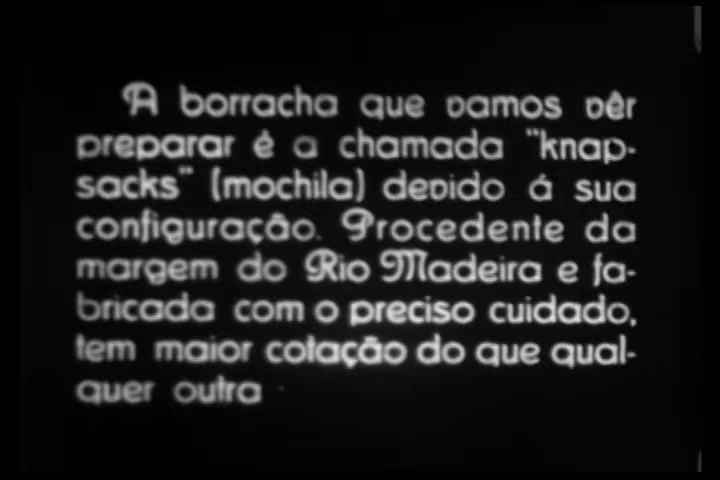 A borracha que vamos vêr
preparar é a chamada "knap-
sacks" (mochila) devido á sua
configuração. Procedente da
margem do Rio Madeira e fa-
bricada com o preciso cuidado,
tem maior cotação do que qual-
quer outra